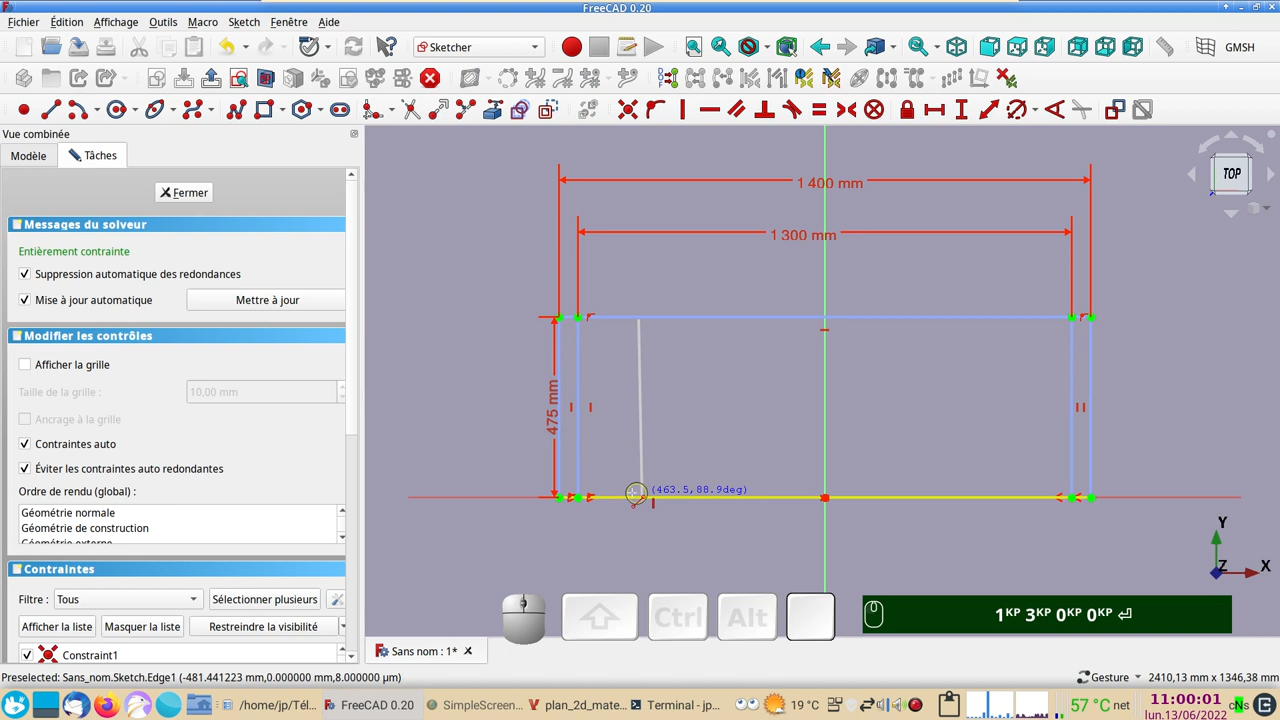 FreeCAD 0.20
Fichier Édition Affichage Outils Macro Sketch Fenêtre Aide
Sketcher
GMSH
Vue combinée
Modèle
Tâches
Fermer
Messages du solveur
Entièrement contrainte
Suppression automatique des redondances
Mise à jour automatique
Mettre à jour
Modifier les contrôles
Afficher la grille
Taille de la grille :
10,00 mm
Ancrage à la grille
Contraintes auto
Éviter les contraintes auto redondantes
Ordre de rendu (global) :
Géométrie normale
Géométrie de construction
Contraintes
Filtre :
Tous
Sélectionner plusieurs
Afficher la liste
Masquer la liste
Restreindre la visibilité
Constraint1
1 400 mm
1 300 mm
475 mm
(463.5,88.9deg)
TOP
Y
Z
X
Ctrl
Alt
1KP 3KP 0KP 0KP ⏎
Sans nom : 1*
Preselected: Sans_nom.Sketch.Edge1 (-481.441223 mm,0.000000 mm,8.000000 m)
Gesture
2410,13 mm x 1346,38 mm
/home/jp/Tél...
FreeCAD 0.20
SimpleScreen...
plan_2d_mate...
Terminal - jp...
19 °C
57 °C net
11:00:01
lun.13/06/2022
cNs